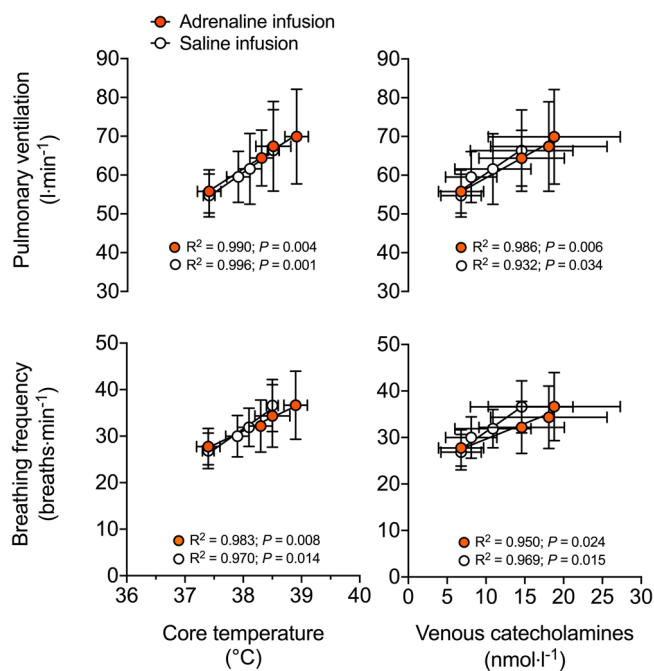 Adrenaline infusion
Saline infusion
Pulmonary ventilation
(l·min⁻¹)
90
80
70
60
50
40
30
R² = 0.990; P = 0.004
R² = 0.996; P = 0.001
90
80
70
60
50
40
30
R² = 0.986; P = 0.006
R² = 0.932; P = 0.034
Breathing frequency
(breaths·min⁻¹)
50
40
30
20
10
0
R² = 0.983; P = 0.008
R² = 0.970; P = 0.014
36 37 38 39 40
Core temperature
(°C)
50
40
30
20
10
0
R² = 0.950; P = 0.024
R² = 0.969; P = 0.015
0 5 10 15 20 25 30
Venous catecholamines
(nmol·l⁻¹)